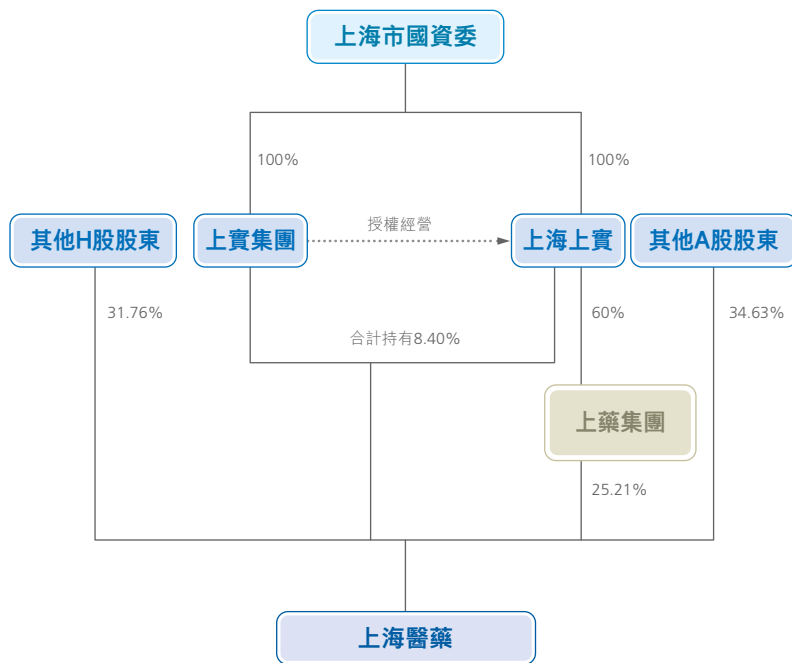 上海市國資委
100%
100%
其他H股股東
上實集團
授權經營
上海上實
其他A股股東
31.76%
合計持有8.40%
60%
34.63%
上藥集團
25.21%
上海醫藥